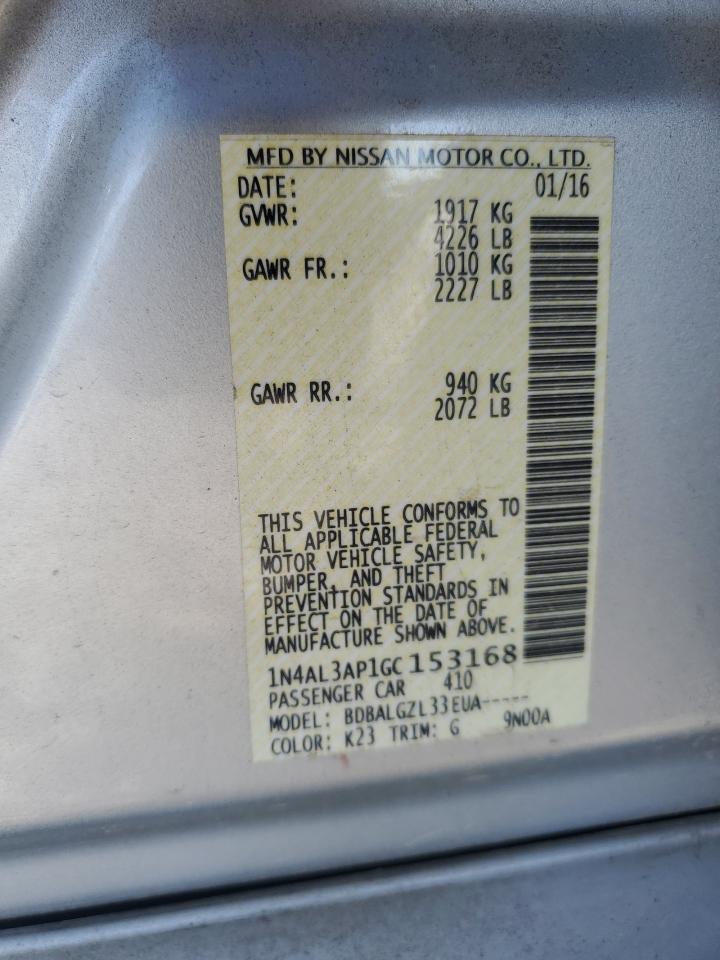 MFD BY NISSAN MOTOR CO., LTD.
DATE: 01/16
GVWR: 1917 KG
4226 LB
GAWR FR.: 1010 KG
2227 LB
GAWR RR.: 940 KG
2072 LB
THIS VEHICLE CONFORMS TO
ALL APPLICABLE FEDERAL
MOTOR VEHICLE SAFETY,
BUMPER, AND THEFT
PREVENTION STANDARDS IN
EFFECT ON THE DATE OF
MANUFACTURE SHOWN ABOVE.
1N4AL3AP1GC153168
PASSENGER CAR 410
MODEL: BDBALGZL33EUA-----
COLOR: K23 TRIM: G 9N00A